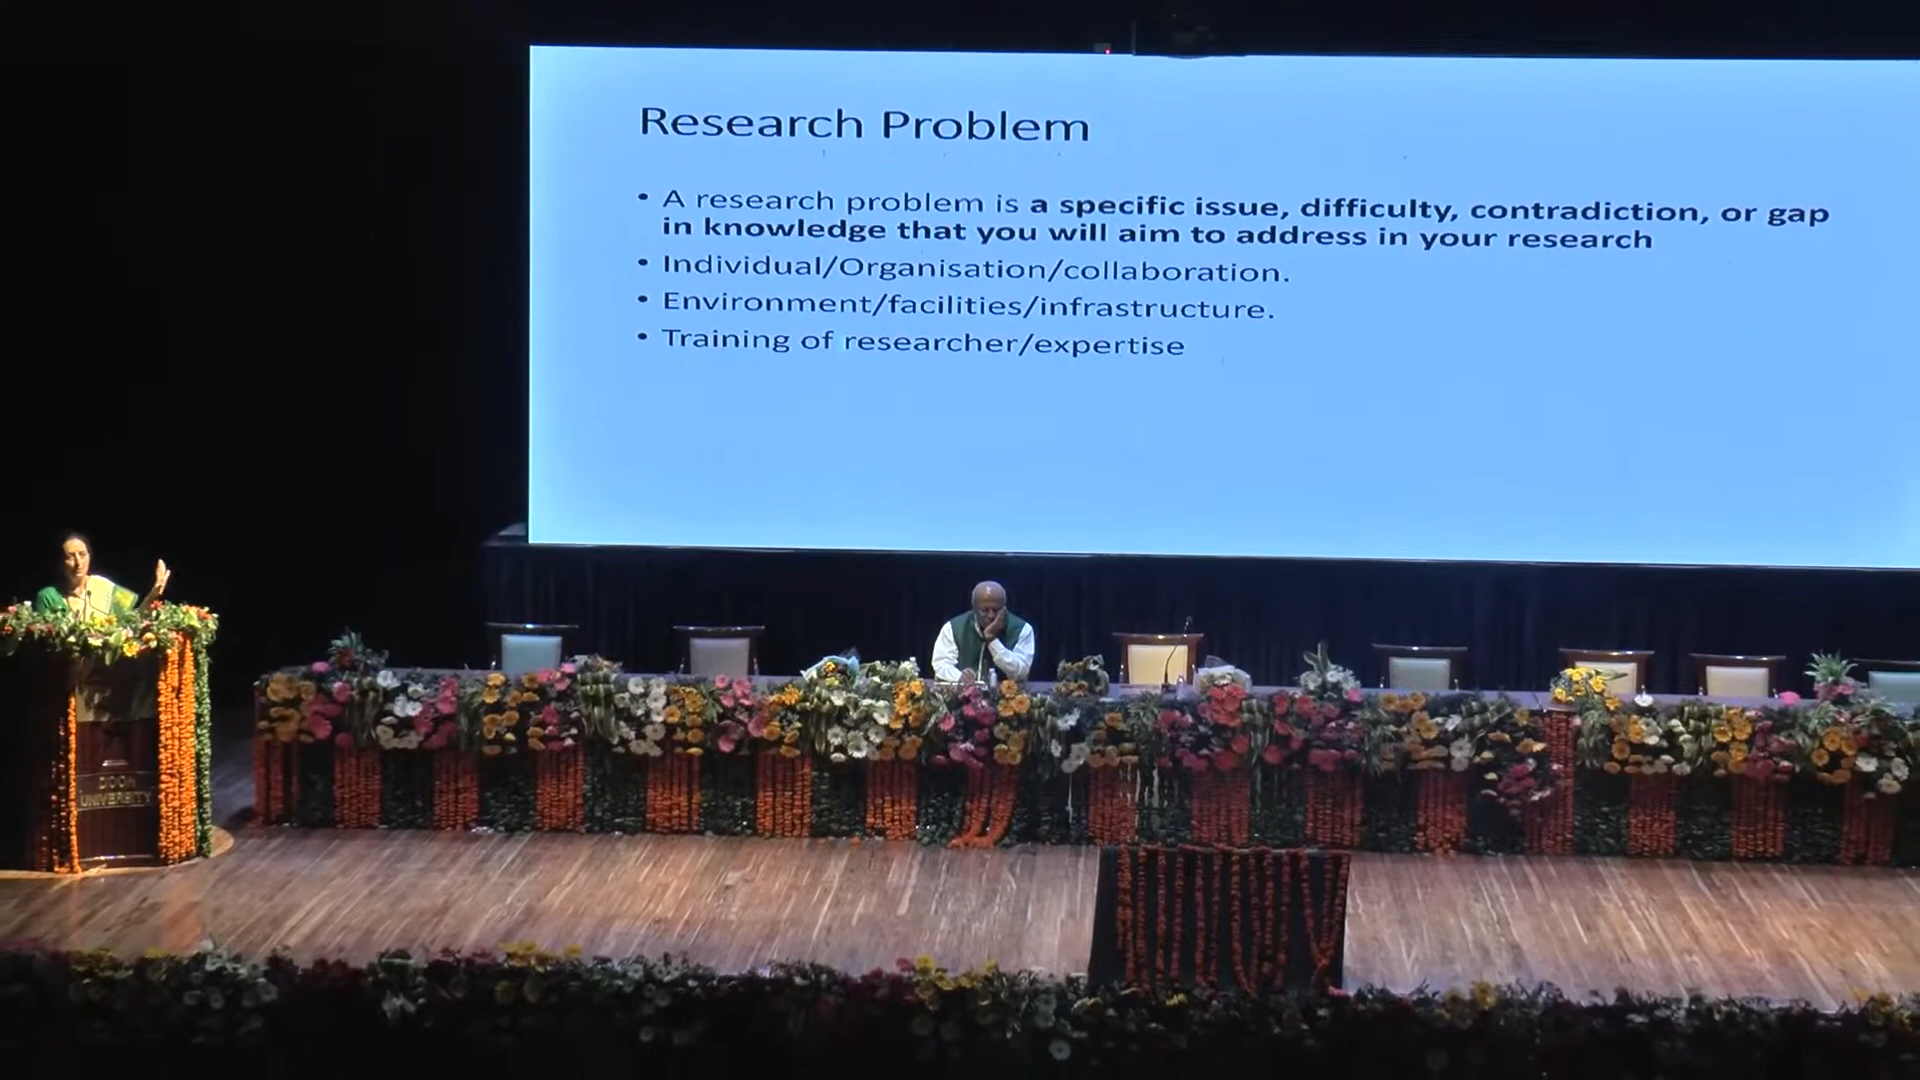 Research Problem
• A research problem is a specific issue, difficulty, contradiction, or gap
in knowledge that you will aim to address in your research
• Individual/Organisation/collaboration.
• Environment/facilities/infrastructure.
• Training of researcher/expertise
DOON
UNIVERSITY